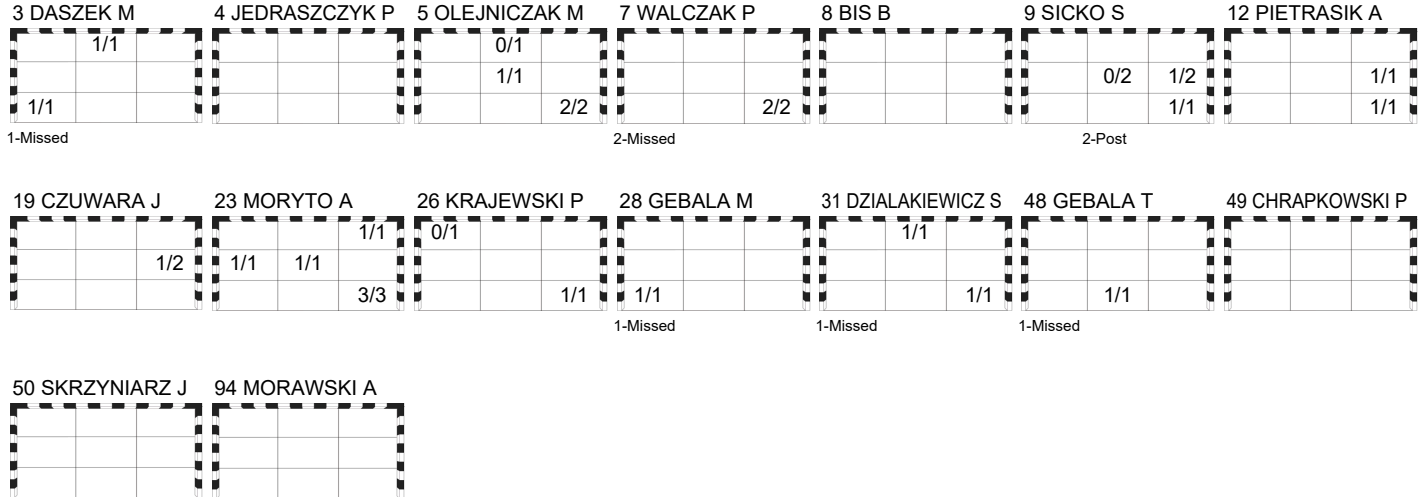 3 DASZEK M 4 JEDRASZCZYK P 5 OLEJNICZAK M 7 WALCZAK P 8 BIS B 9 SICKO S 12 PIETRASIK A
1/1 0/1
1/1 0/2 1/2 1/1
1/1 2/2 2/2 1/1 1/1
1-Missed 2-Missed 2-Post
19 CZUWARA J 23 MORYTO A 26 KRAJEWSKI P 28 GEBALA M 31 DZIALAKIEWICZ S 48 GEBALA T 49 CHRAPKOWSKI P
1/1 0/1 1/1
1/2 1/1 1/1
3/3 1/1 1/1 1/1 1/1
1-Missed 1-Missed 1-Missed
50 SKRZYNIARZ J 94 MORAWSKI A